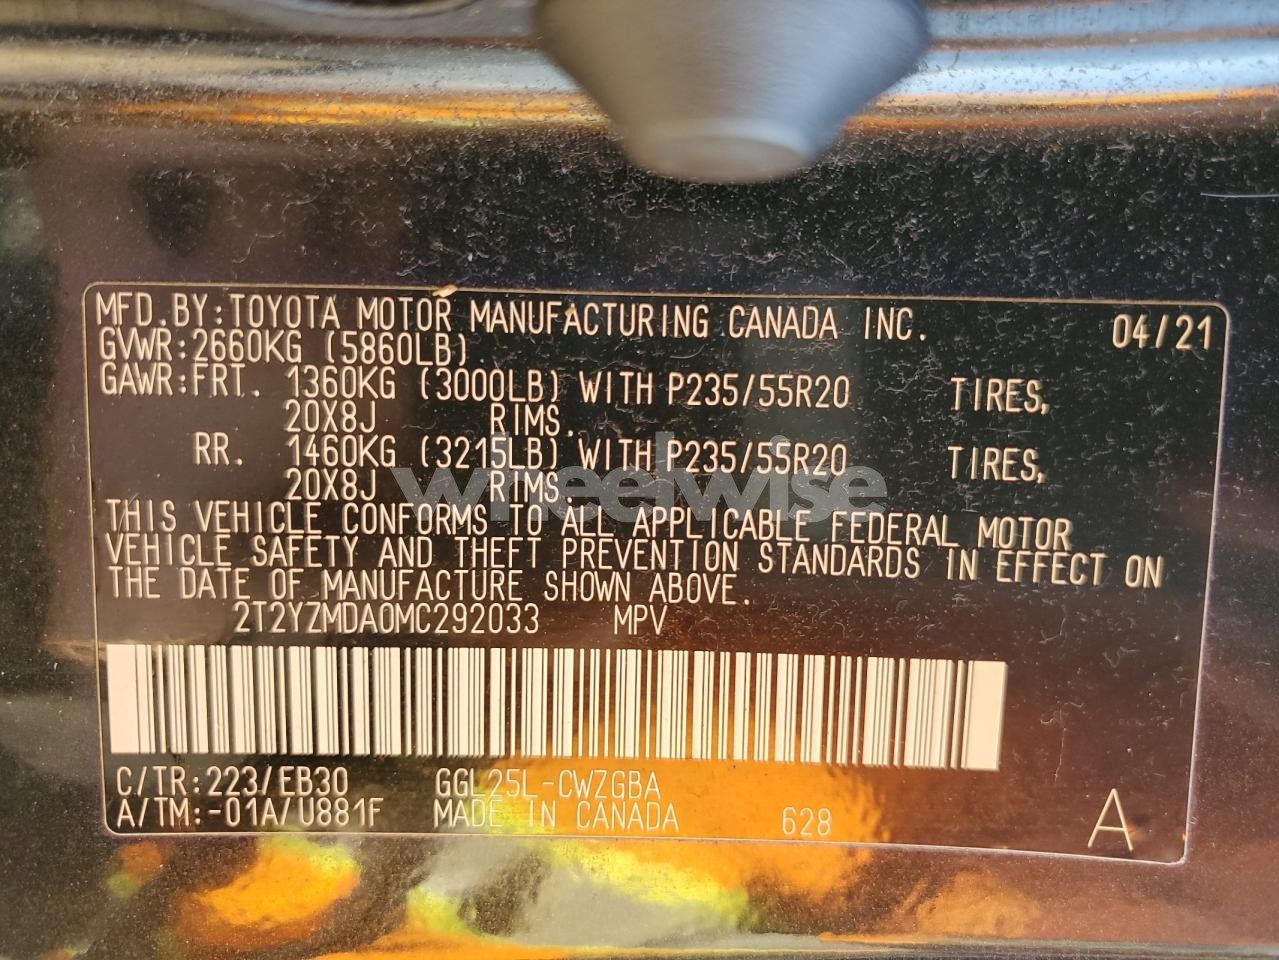 MFD.BY:TOYOTA MOTOR MANUFACTURING CANADA INC. 04/21
GVWR:2660KG (5860LB)
GAWR:FRT. 1360KG (3000LB) WITH P235/55R20 TIRES,
20X8J RIMS.
RR. 1460KG (3215LB) WITH P235/55R20 TIRES,
20X8J RIMS.
wheelwise
THIS VEHICLE CONFORMS TO ALL APPLICABLE FEDERAL MOTOR
VEHICLE SAFETY AND THEFT PREVENTION STANDARDS IN EFFECT ON
THE DATE OF MANUFACTURE SHOWN ABOVE.
2T2YZMDA0MC292033 MPV
C/TR:223/EB30 GGL25L-CWZGBA
A/TM:-01A/U881F MADE IN CANADA 628 A